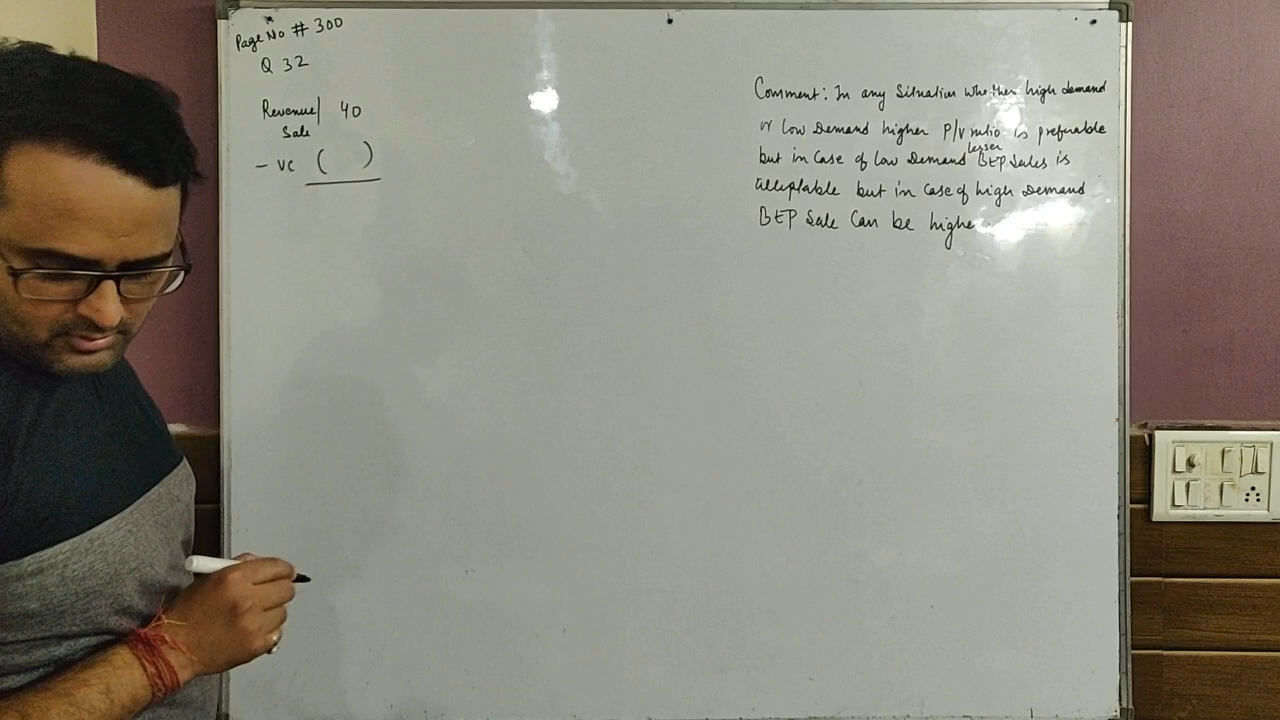 Page No # 300
Q 32
Revenue/ 40
Sale
- VC ( )
Comment: In any Situation Whether high demand
or low Demand higher P/V ratio is preferable
but in Case of low Demand lesser BEP Sales is
but in Case of high Demand
BEP Sale Can be higher